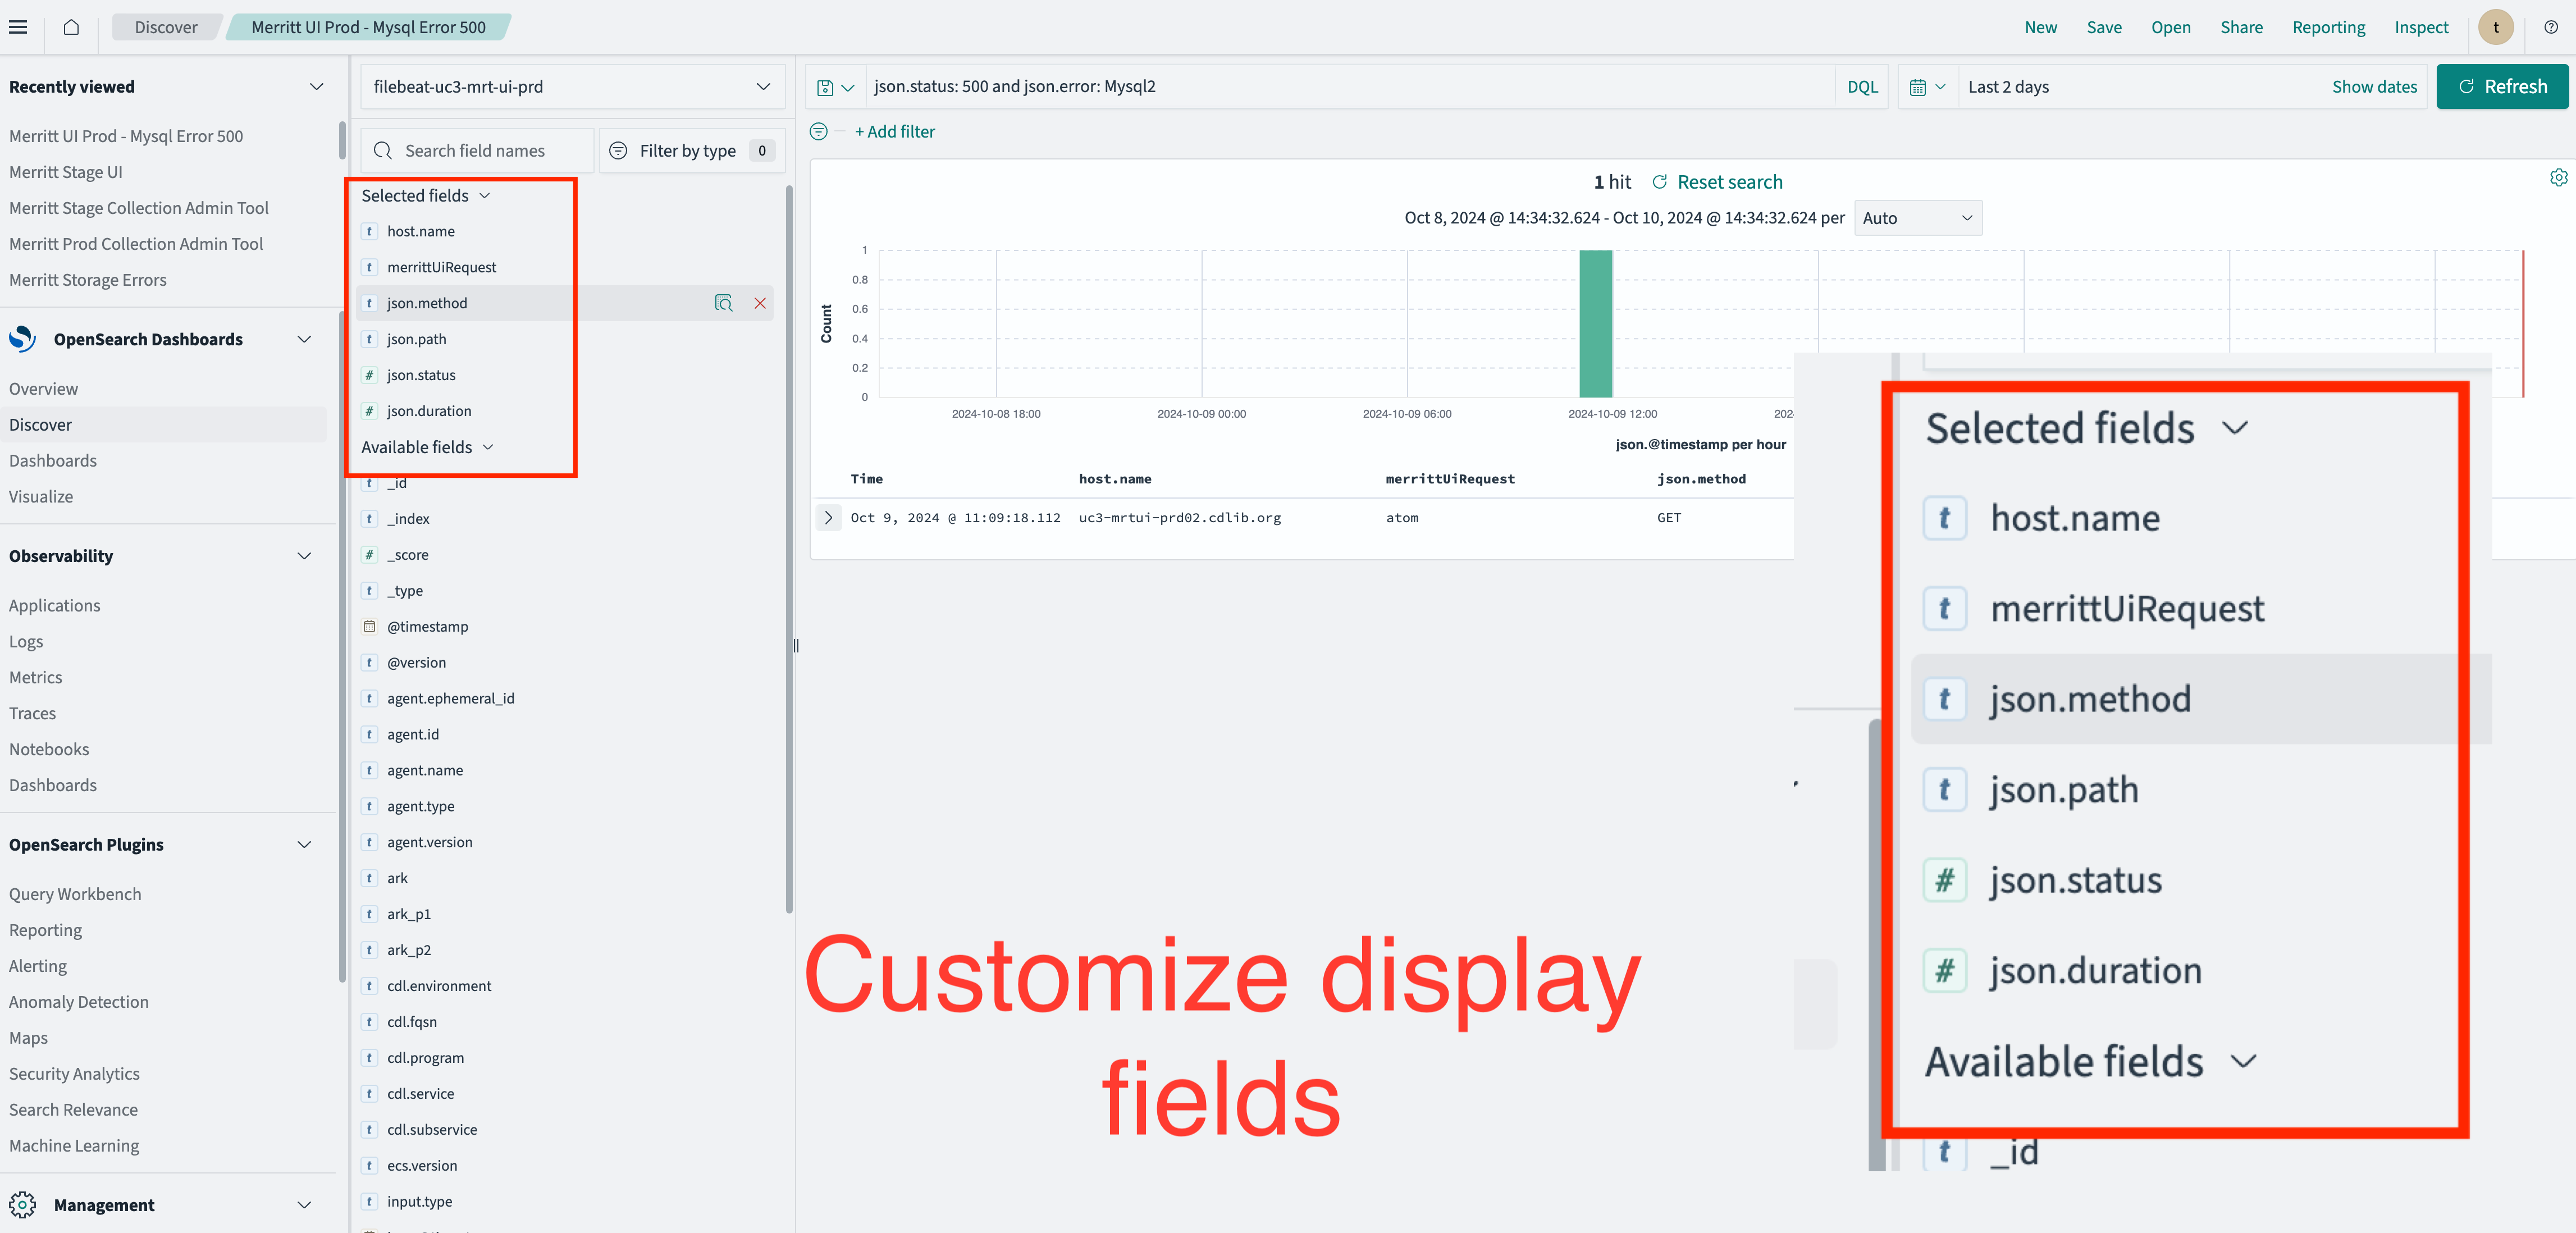 Discover
Merritt UI Prod - Mysql Error 500
New
Save
Open
Share
Reporting
Inspect
t
Recently viewed
Merritt UI Prod - Mysql Error 500
Merritt Stage UI
Merritt Stage Collection Admin Tool
Merritt Prod Collection Admin Tool
Merritt Storage Errors
OpenSearch Dashboards
Overview
Discover
Dashboards
Visualize
Observability
Applications
Logs
Metrics
Traces
Notebooks
Dashboards
OpenSearch Plugins
Query Workbench
Reporting
Alerting
Anomaly Detection
Maps
Security Analytics
Search Relevance
Machine Learning
Management
filebeat-uc3-mrt-ui-prd
Search field names
Filter by type 0
Selected fields
t host.name
t merrittUiRequest
t json.method
t json.path
# json.status
# json.duration
Available fields
t _id
t _index
# _score
t _type
@timestamp
t @version
t agent.ephemeral_id
t agent.id
t agent.name
t agent.type
t agent.version
t ark
t ark_p1
t ark_p2
t cdl.environment
t cdl.fqsn
t cdl.program
t cdl.service
t cdl.subservice
t ecs.version
t input.type
json.status: 500 and json.error: Mysql2
DQL
Last 2 days
Show dates
Refresh
+ Add filter
1 hit
Reset search
Oct 8, 2024 @ 14:34:32.624 - Oct 10, 2024 @ 14:34:32.624 per
Auto
Count
1
0.8
0.6
0.4
0.2
0
2024-10-08 18:00
2024-10-09 00:00
2024-10-09 06:00
2024-10-09 12:00
202
json.@timestamp per hour
Time host.name merrittUiRequest json.method
Oct 9, 2024 @ 11:09:18.112 uc3-mrtui-prd02.cdlib.org atom GET
Customize display
fields
Selected fields
t host.name
t merrittUiRequest
t json.method
t json.path
# json.status
# json.duration
Available fields
t _id